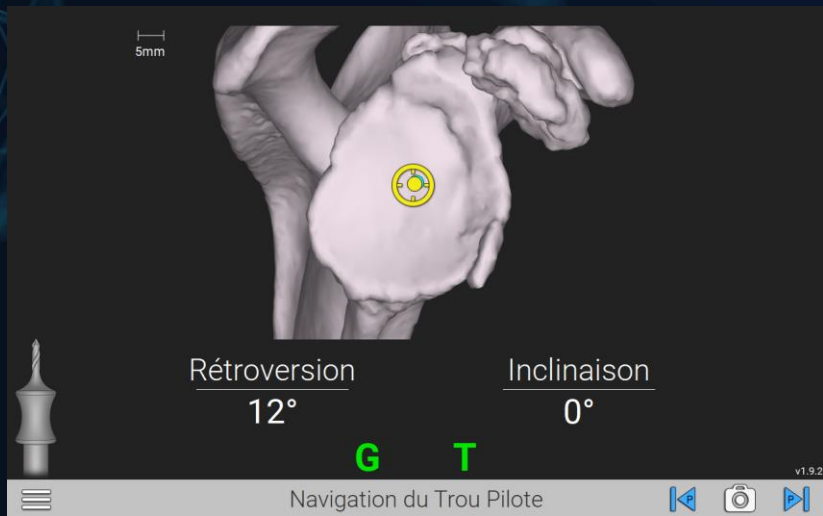 5mm
Rétroversion
Inclinaison
12°
0°
G T
v1.9.2
Navigation du Trou Pilote
P
P